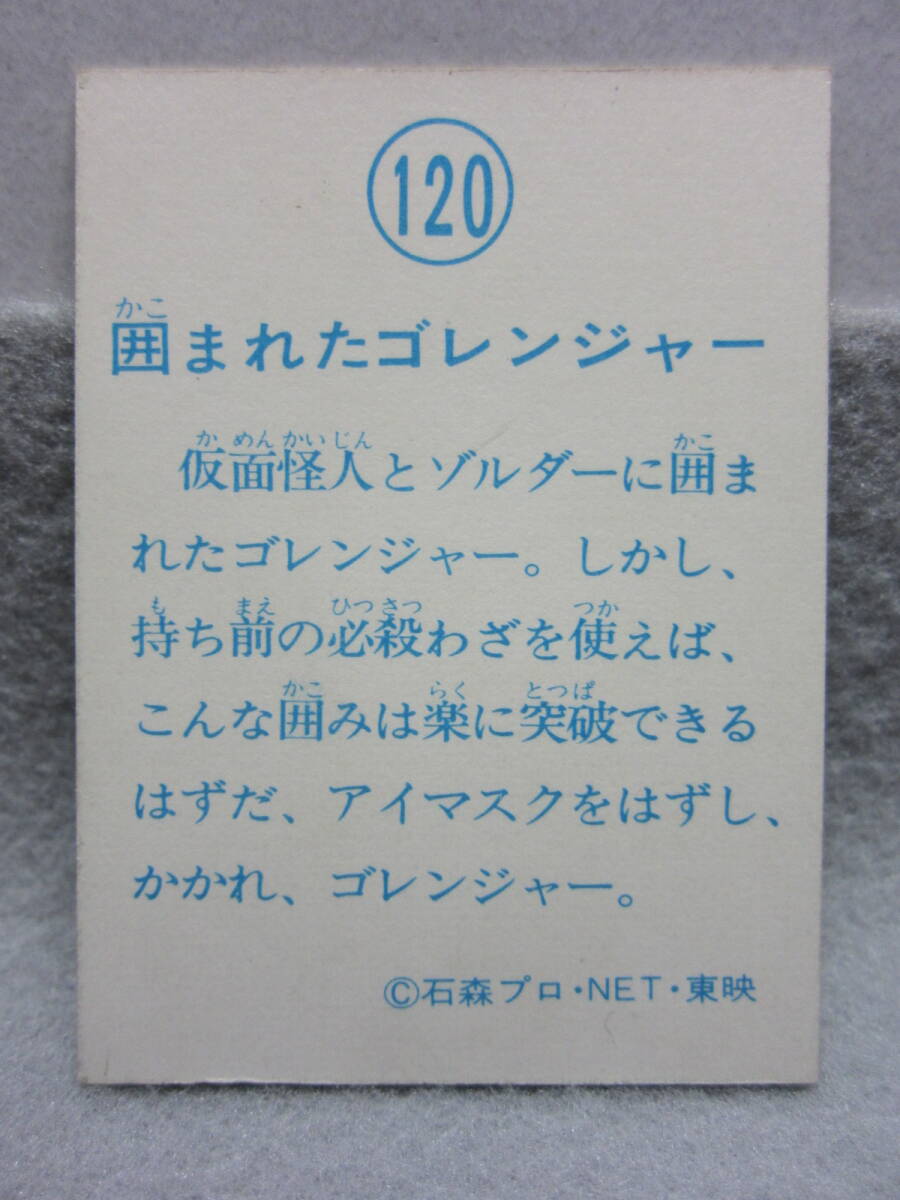 120
囲まれたゴレンジャー
仮面怪人とゾルダーに囲ま
れたゴレンジャー。しかし、
持ち前の必殺わざを使えば、
こんな囲みは楽に突破できる
はずだ、アイマスクをはずし、
かかれ、ゴレンジャー。
©石森プロ・NET・東映